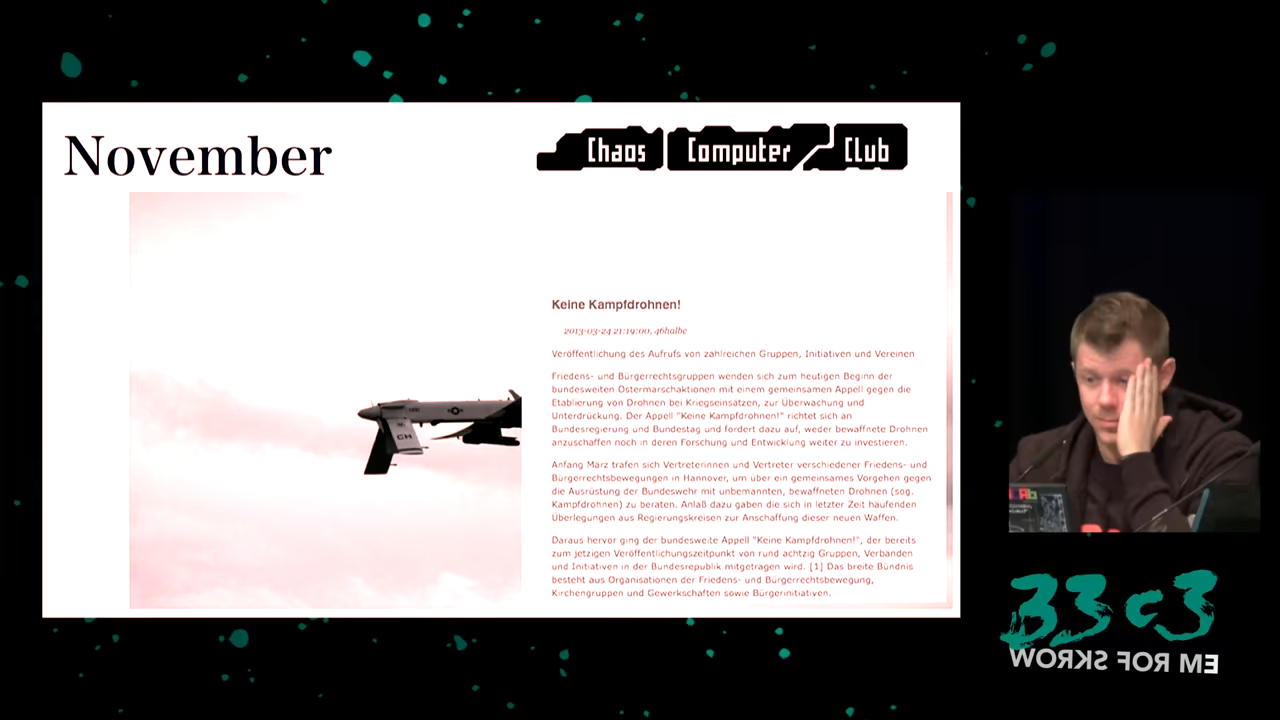 November
Chaos Computer Club
Keine Kampfdrohnen!
2013-03-24 21:19:00, 46halbe
Veröffentlichung des Aufrufs von zahlreichen Gruppen, Initiativen und Vereinen
Friedens- und Bürgerrechtsgruppen wenden sich zum heutigen Beginn der
bundesweiten Ostermarschaktionen mit einem gemeinsamen Appell gegen die
Etablierung von Drohnen bei Kriegseinsätzen, zur Überwachung und
Unterdrückung. Der Appell "Keine Kampfdrohnen!" richtet sich an
Bundesregierung und Bundestag und fordert dazu auf, weder bewaffnete Drohnen
anzuschaffen noch in deren Forschung und Entwicklung weiter zu investieren.
Anfang März trafen sich Vertreterinnen und Vertreter verschiedener Friedens- und
Bürgerrechtsbewegungen in Hannover, um über ein gemeinsames Vorgehen gegen
die Ausrüstung der Bundeswehr mit unbemannten, bewaffneten Drohnen (sog.
Kampfdrohnen) zu beraten. Anlaß dazu gaben die sich in letzter Zeit häufenden
Überlegungen aus Regierungskreisen zur Anschaffung dieser neuen Waffen.
Daraus hervor ging der bundesweite Appell "Keine Kampfdrohnen!", der bereits
zum jetzigen Veröffentlichungszeitpunkt von rund achtzig Gruppen, Verbänden
und Initiativen in der Bundesrepublik mitgetragen wird. [1] Das breite Bündnis
besteht aus Organisationen der Friedens- und Bürgerrechtsbewegung,
Kirchengruppen und Gewerkschaften sowie Bürgerinitiativen.
CH
33c3
WORKS FOR ME